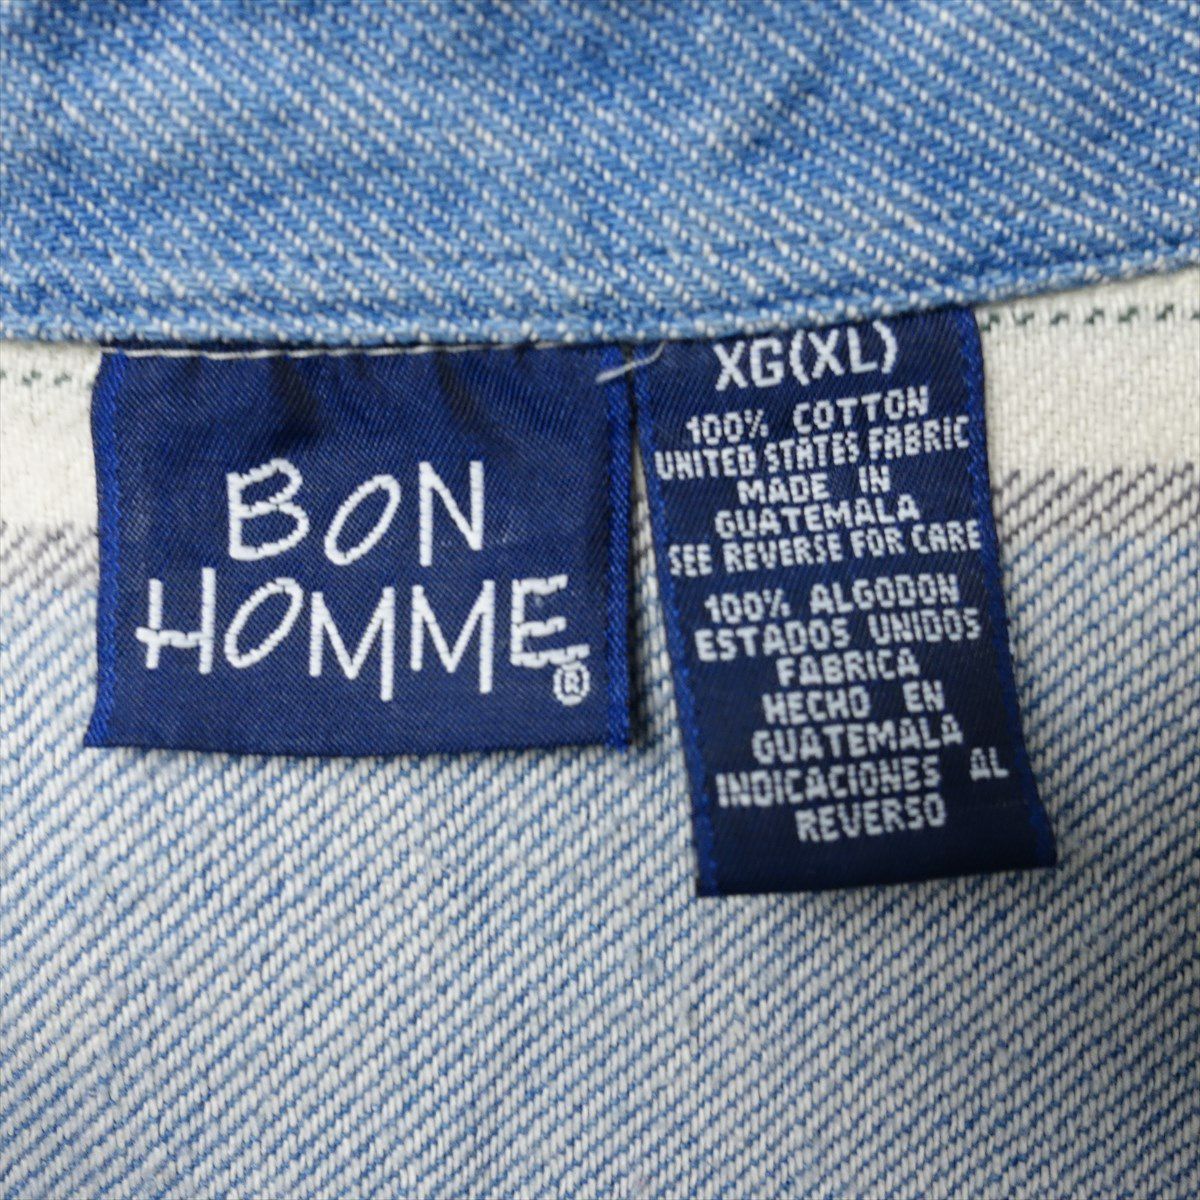 BON
HOMME®
XG(XL)
100% COTTON
UNITED STATES FABRIC
MADE IN
GUATEMALA
SEE REVERSE FOR CARE
100% ALGODON
ESTADOS UNIDOS
FABRICA
HECHO EN
GUATEMALA
INDICACIONES AL
REVERSO